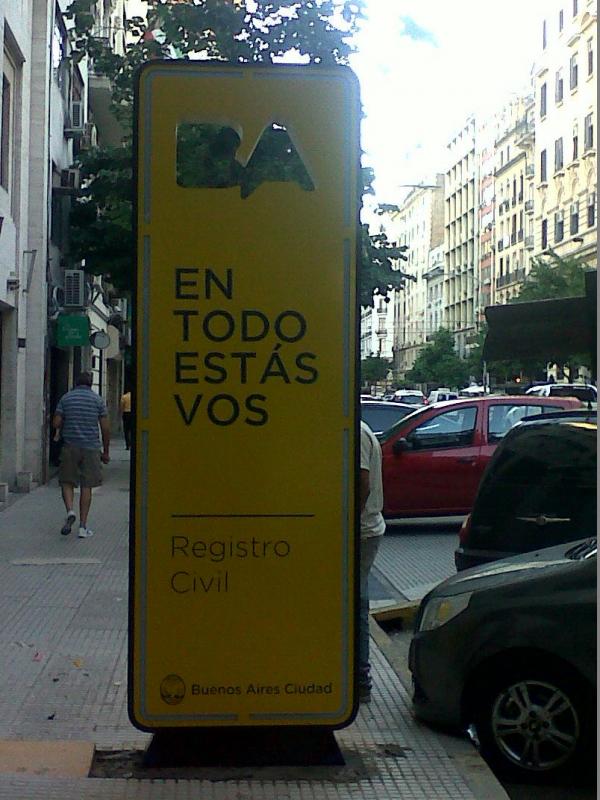 BA
EN
TODO
ESTÁS
VOS
Registro
Civil
Buenos Aires Ciudad